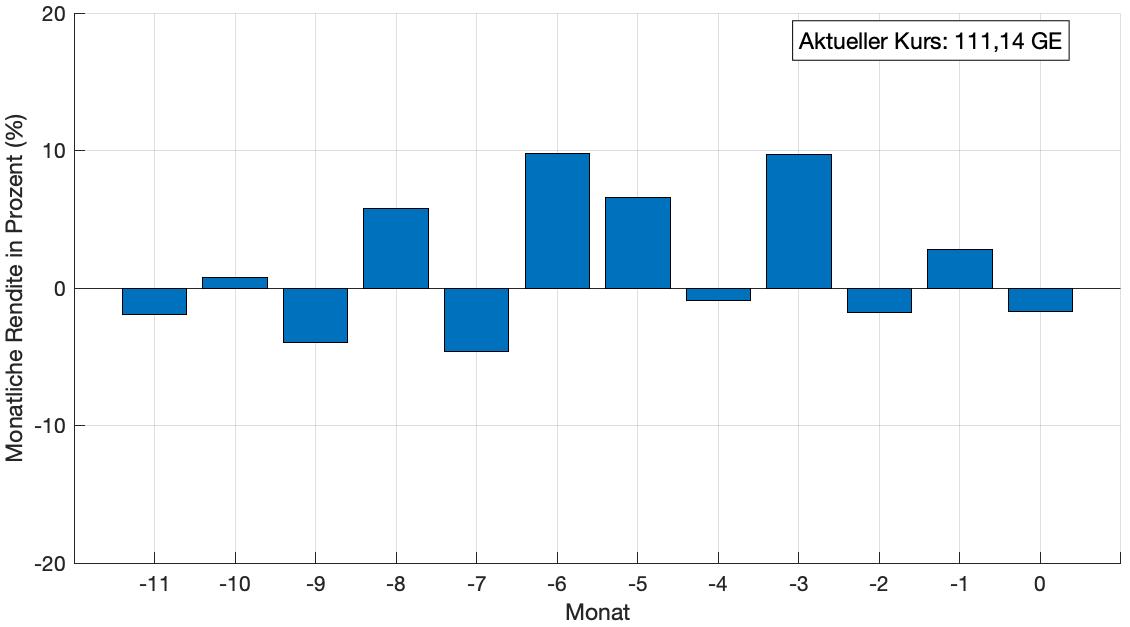 20
Aktueller Kurs: 111,14 GE
10
0
-10
-20
Monatliche Rendite in Prozent (%)
-11 -10 -9 -8 -7 -6 -5 -4 -3 -2 -1 0
Monat